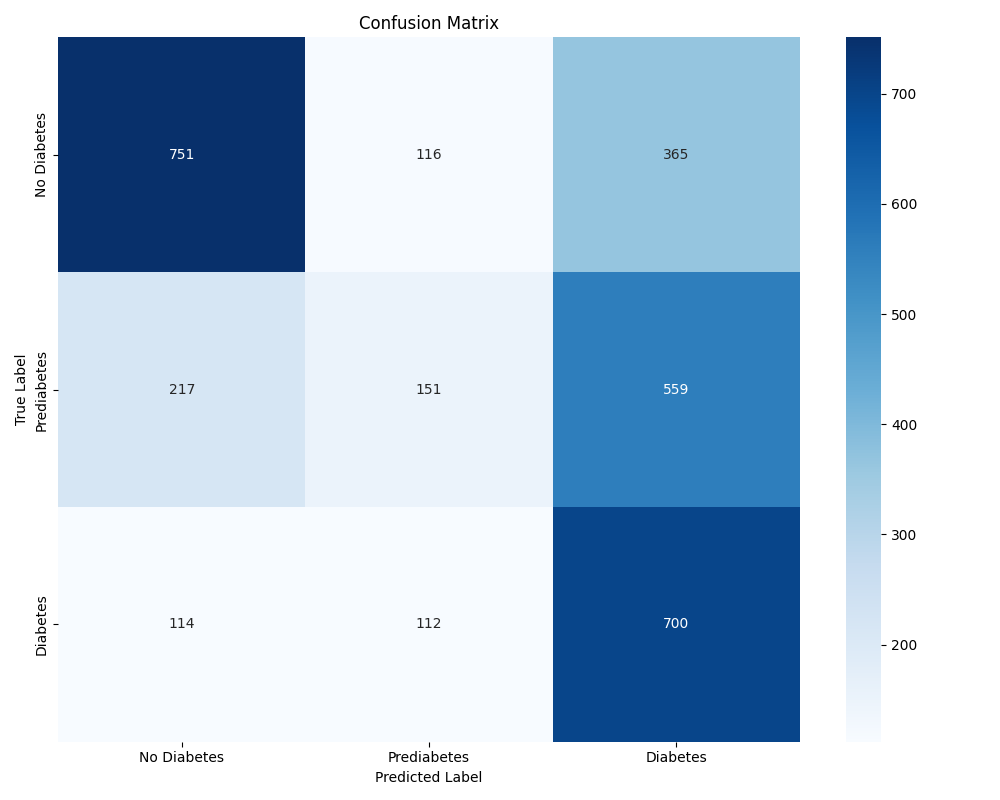 Confusion Matrix
True Label
No Diabetes
751 116 365
Prediabetes
217 151 559
Diabetes
114 112 700
No Diabetes Prediabetes Diabetes
Predicted Label
700
600
500
400
300
200